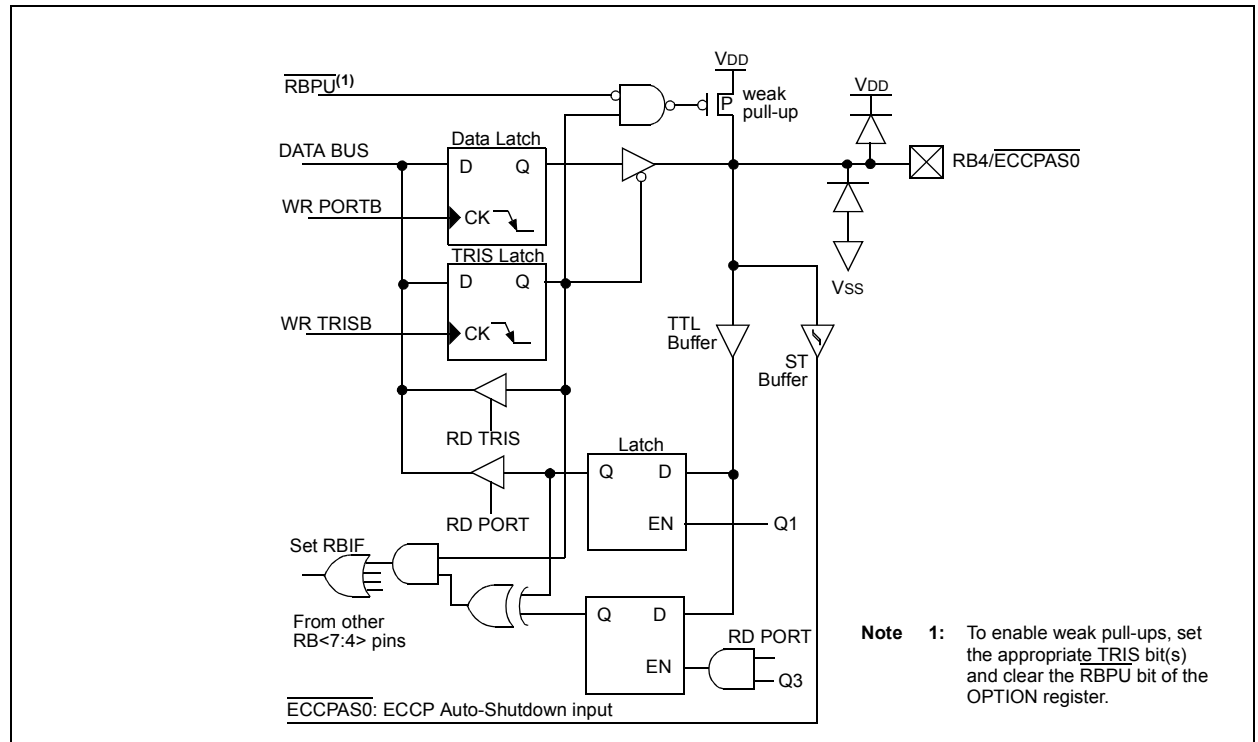 VDD
RBPU(1)
weak
pull-up
VDD
P
Data Latch
DATA BUS
D Q
RB4/ECCPAS0
WR PORTB
CK
TRIS Latch
D Q
VSS
WR TRISB
CK
TTL
Buffer
ST
Buffer
RD TRIS
Latch
Q D
RD PORT
EN
Q1
Set RBIF
From other
RB<7:4> pins
Q D
RD PORT
EN
Q3
ECCPAS0: ECCP Auto-Shutdown input
Note 1: To enable weak pull-ups, set
the appropriate TRIS bit(s)
and clear the RBPU bit of the
OPTION register.